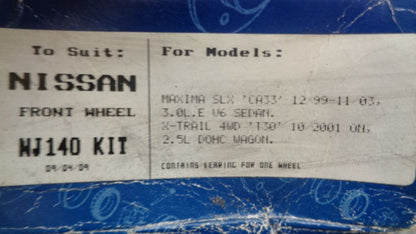 To Suit:
NISSAN
FRONT WHEEL
WJ140 KIT
09/04/09
For Models:
MAXIMA SLX 'CA33' 12/99-11/03,
3.0L.E V6 SEDAN.
X-TRAIL 4WD 'T30' 10/2001 ON,
2.5L DOHC WAGON.
CONTAINS BEARING FOR ONE WHEEL